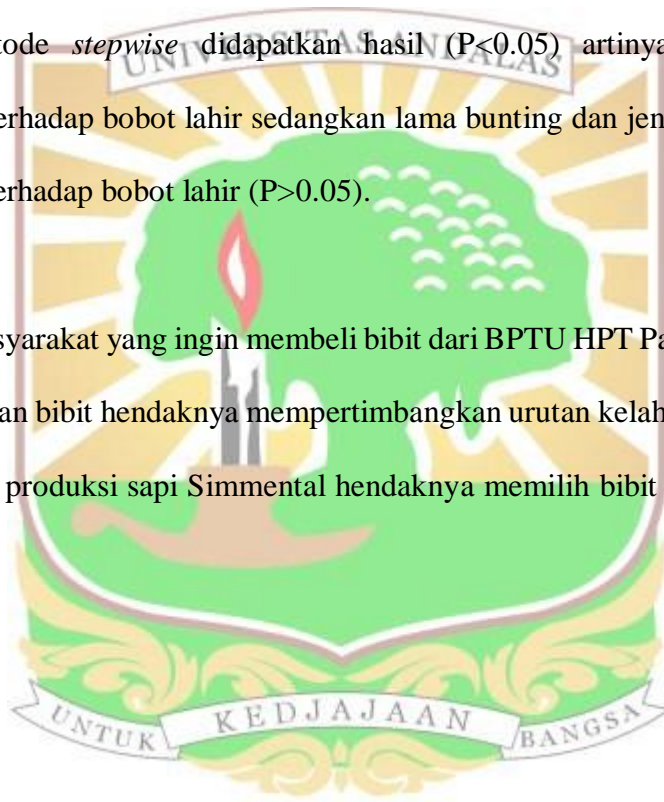 tode stepwise didapatkan hasil (P<0.05) artinya
UNIVERSITAS ANDALAS
erhadap bobot lahir sedangkan lama bunting dan jen
erhadap bobot lahir (P>0.05).
syarakat yang ingin membeli bibit dari BPTU HPT Pa
an bibit hendaknya mempertimbangkan urutan kelah
produksi sapi Simmental hendaknya memilih bibit
UNTUK KEDJAJAAN BANGSA